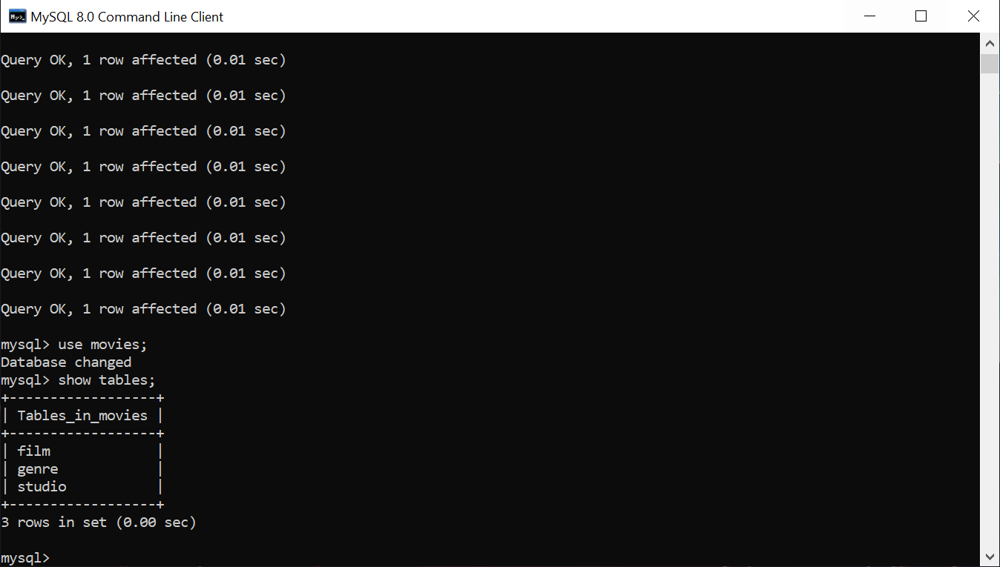 MySQL 8.0 Command Line Client
Query OK, 1 row affected (0.01 sec)
Query OK, 1 row affected (0.01 sec)
Query OK, 1 row affected (0.01 sec)
Query OK, 1 row affected (0.01 sec)
Query OK, 1 row affected (0.01 sec)
Query OK, 1 row affected (0.01 sec)
Query OK, 1 row affected (0.01 sec)
Query OK, 1 row affected (0.01 sec)
mysql> use movies;
Database changed
mysql> show tables;
+------------------+
| Tables_in_movies |
+------------------+
| film             |
| genre            |
| studio           |
+------------------+
3 rows in set (0.00 sec)
mysql>